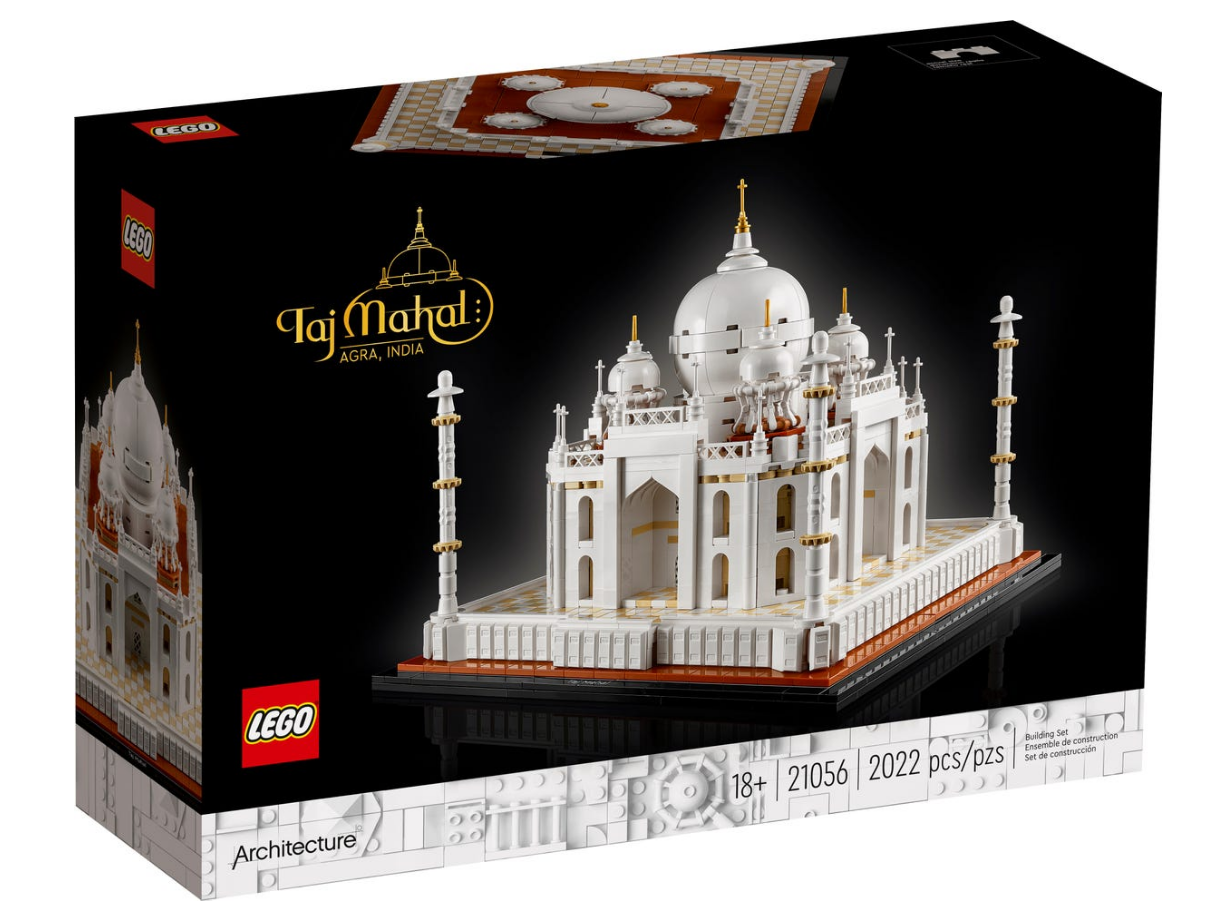 LEGO
LEGO
Taj Mahal
AGRA, INDIA
LEGO
18+ | 21056 | 2022 pcs/pzs
Building Set
Ensemble de construction
Set de construcción
Architecture